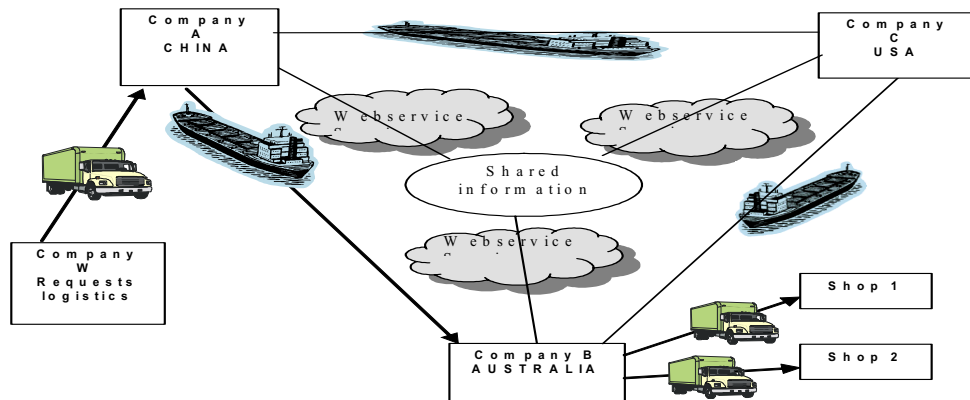 Company
A
CHINA
Company
C
USA
Webservice
Webservice
Shared
information
Webservice
Company
W
Requests
logistics
Shop 1
Company B
AUSTRALIA
Shop 2